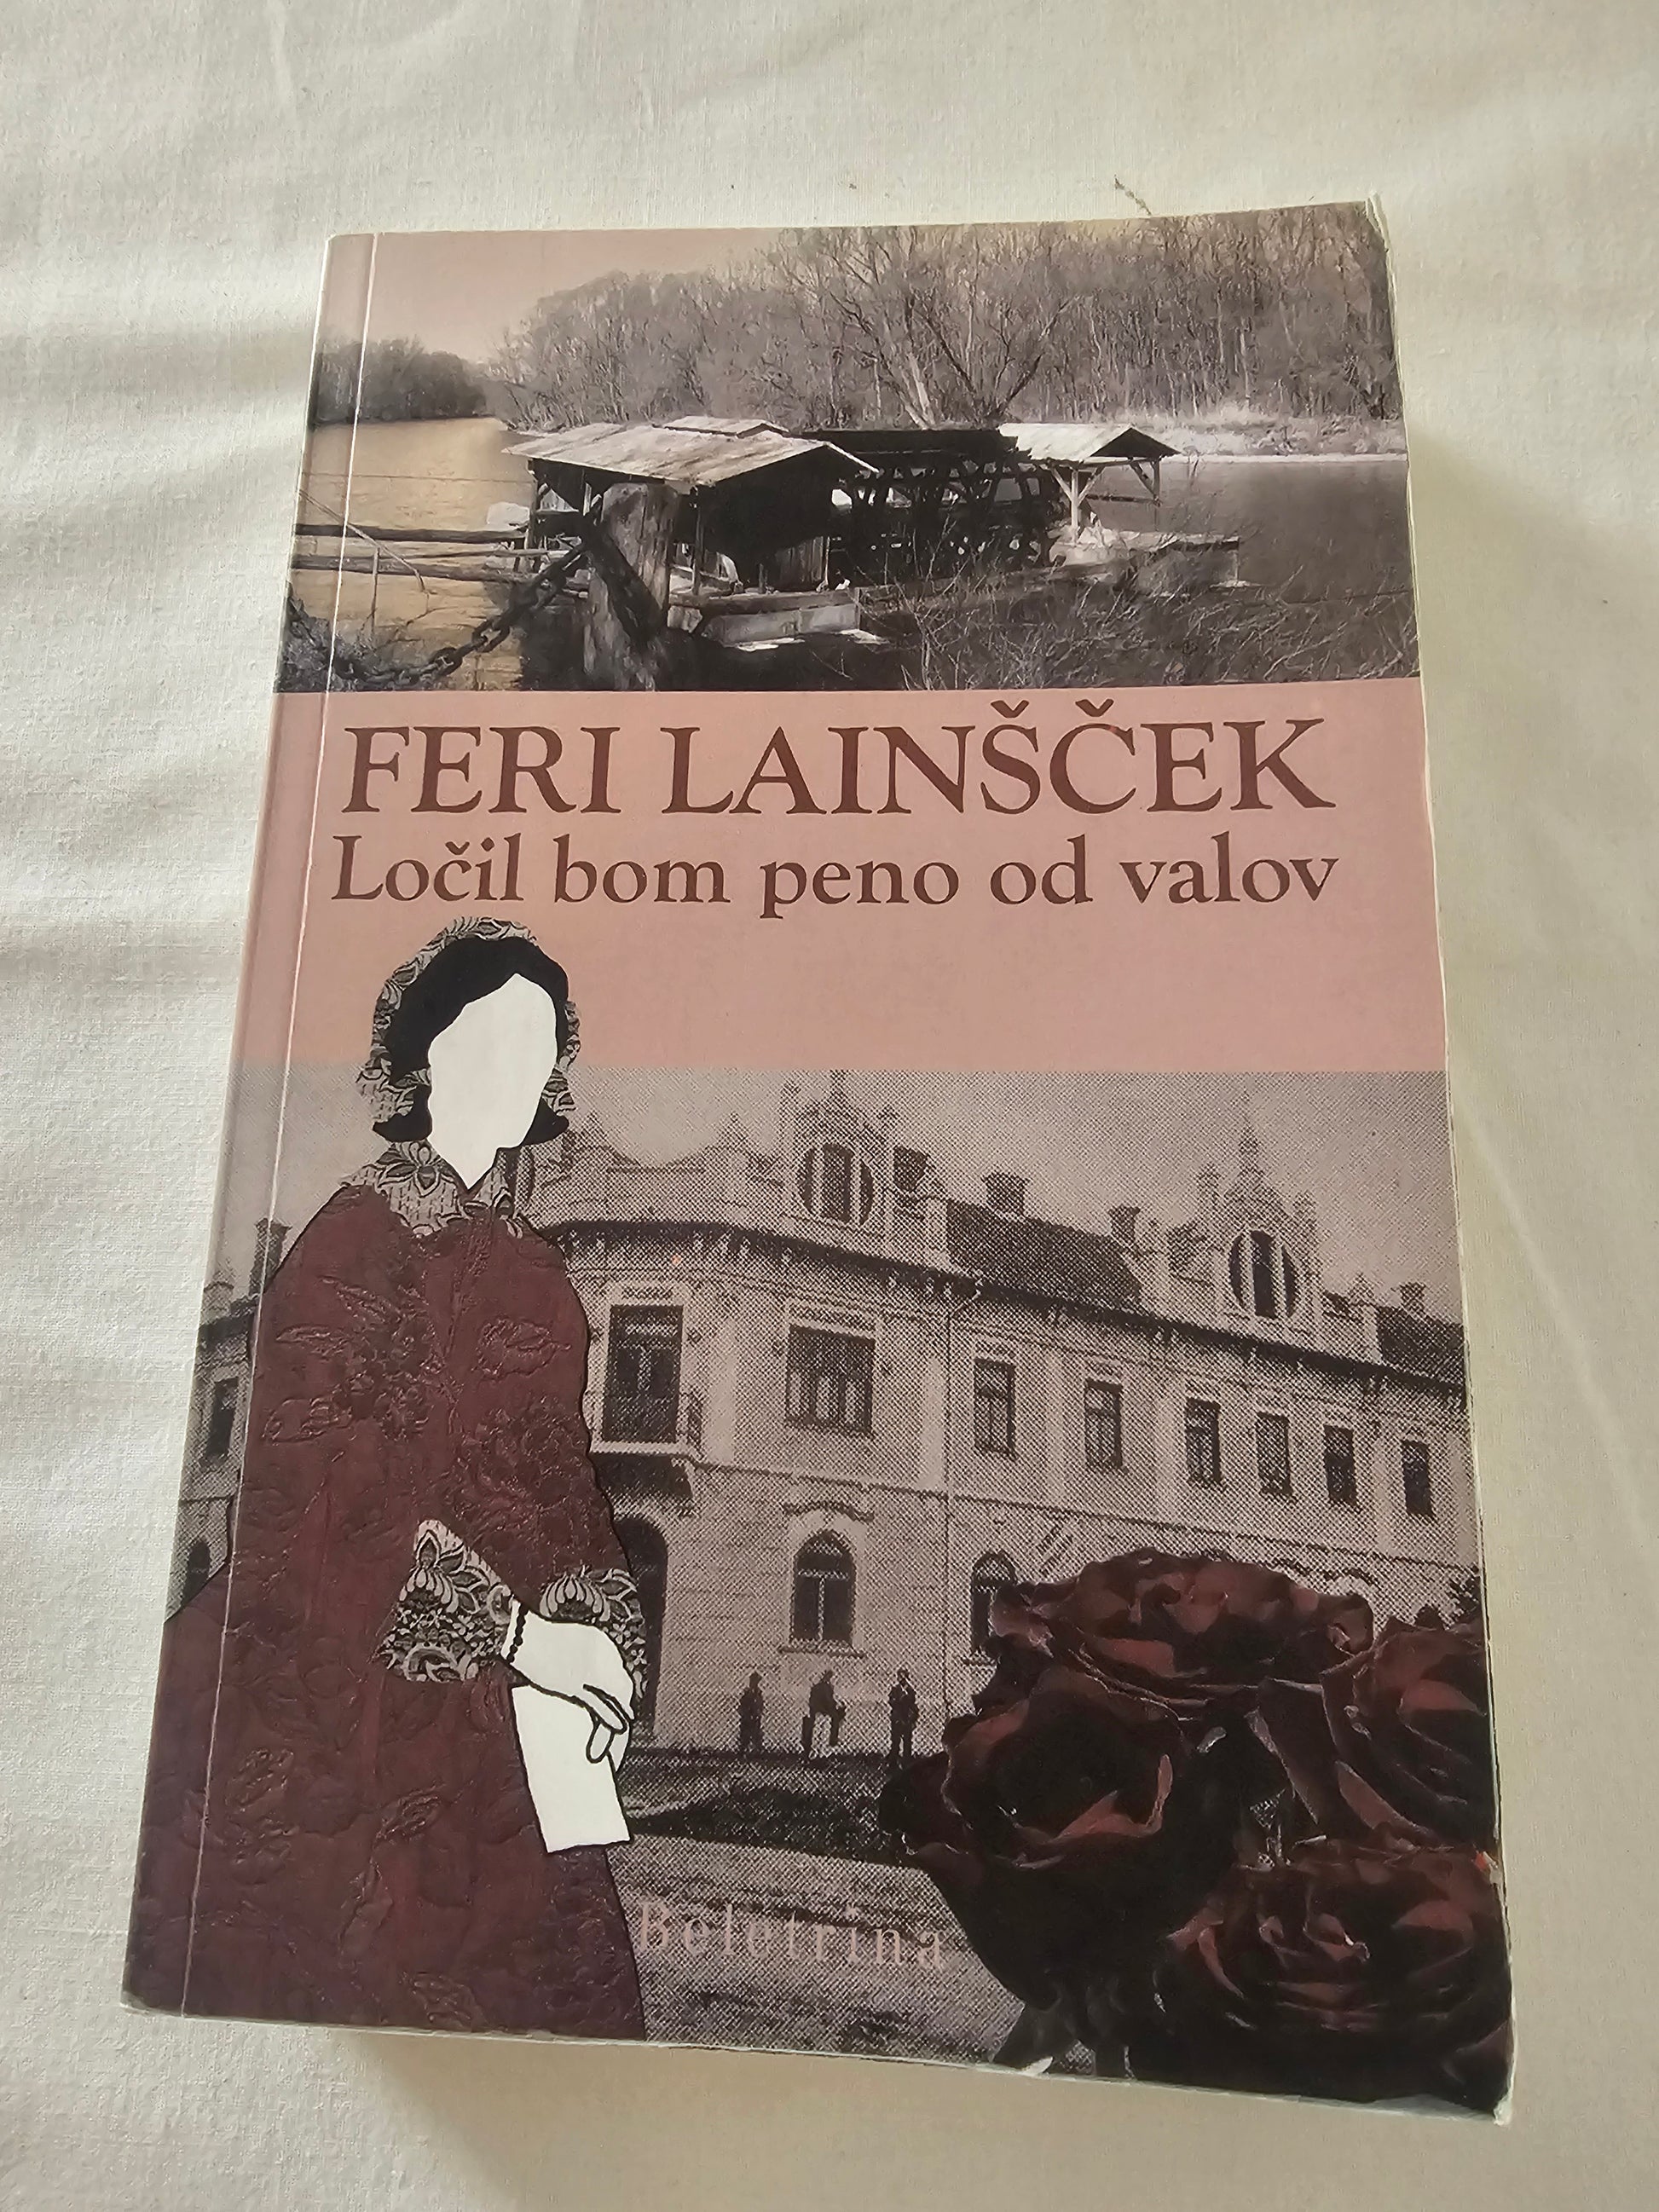 FERI LAINŠČEK
Ločil bom peno od valov
Beletrina